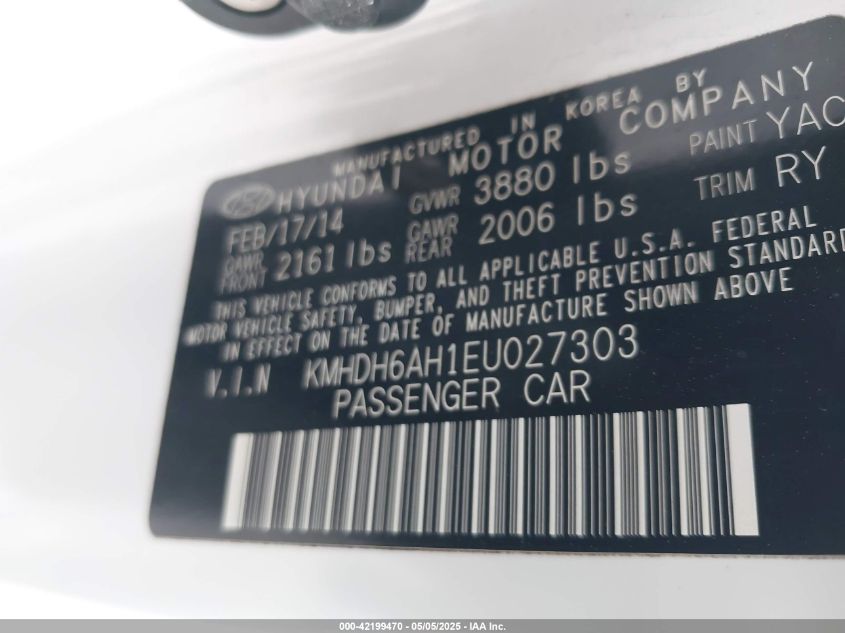 MANUFACTURED IN KOREA BY
HYUNDAI MOTOR COMPANY
FEB/17/14 GVWR 3880 lbs PAINT YAC
GAWR FRONT 2161 lbs GAWR REAR 2006 lbs TRIM RY
THIS VEHICLE CONFORMS TO ALL APPLICABLE U.S.A. FEDERAL
MOTOR VEHICLE SAFETY, BUMPER, AND THEFT PREVENTION STANDARD
IN EFFECT ON THE DATE OF MANUFACTURE SHOWN ABOVE
V.I.N KMHDH6AH1EU027303
PASSENGER CAR
000-42199470 - 05/05/2025 - IAA Inc.